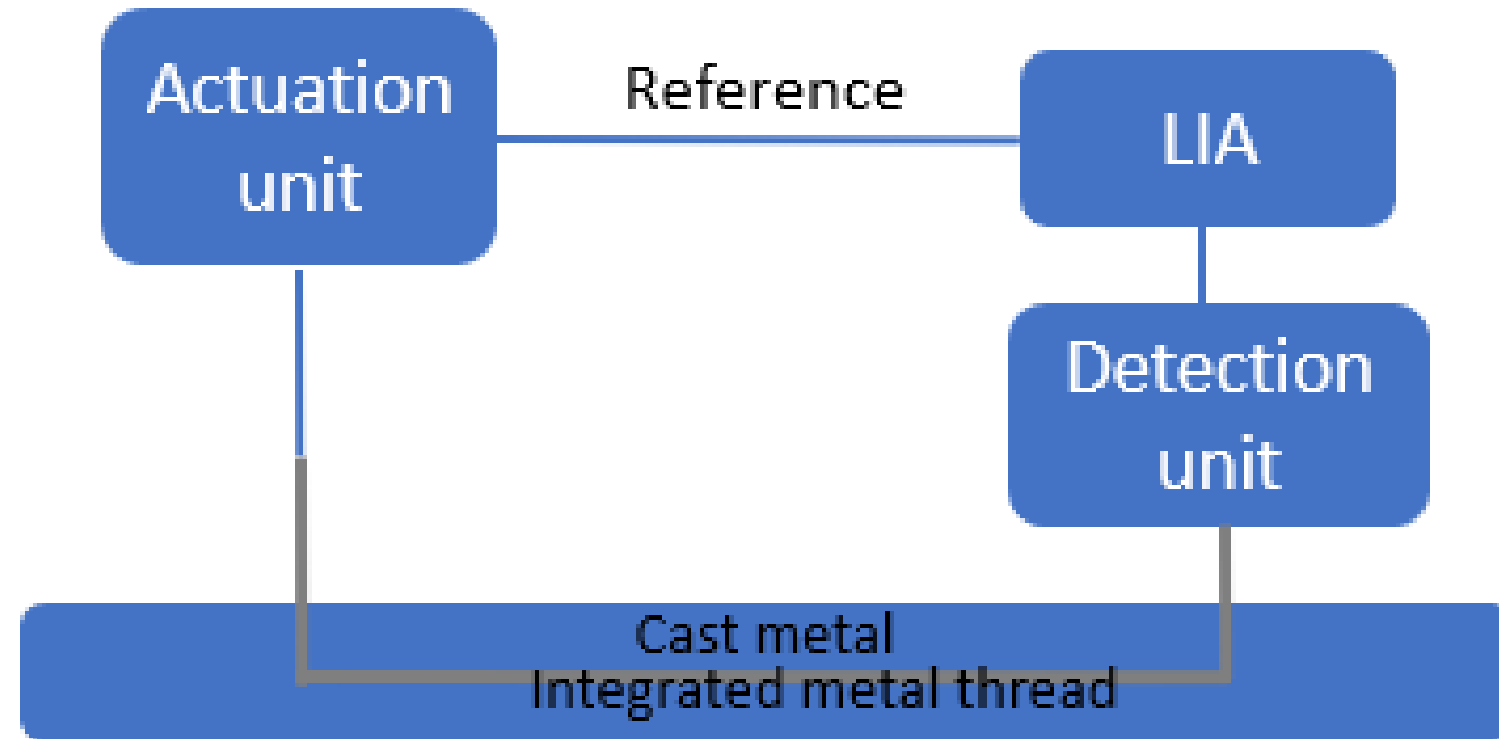 Actuation
unit
Reference
LIA
Detection
unit
Cast metal
Integrated metal thread